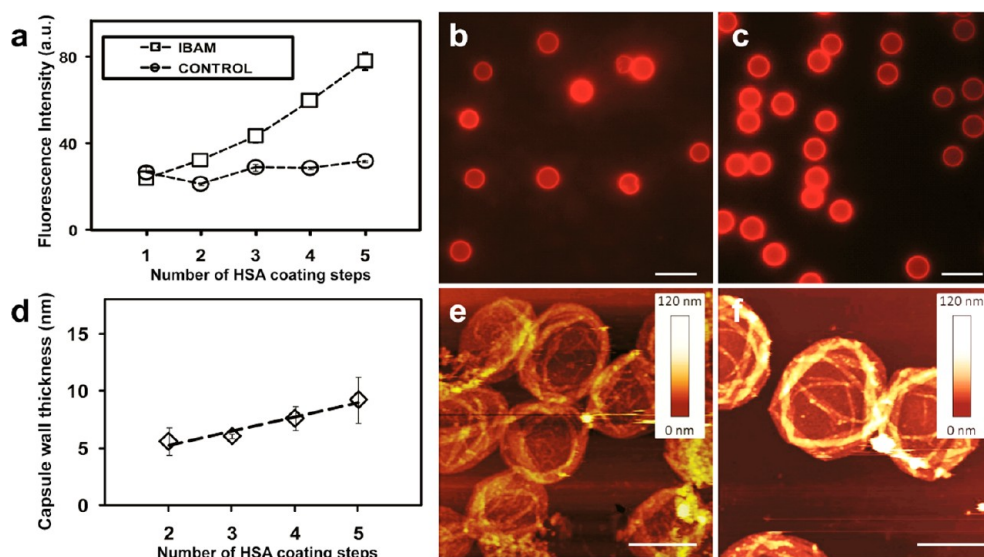 a
IBAM
CONTROL
Fluorescence Intensity (a.u.)
80
40
0
1 2 3 4 5
Number of HSA coating steps
b
c
d
Capsule wall thickness (nm)
15
10
5
0
2 3 4 5
Number of HSA coating steps
e
120 nm
0 nm
f
120 nm
0 nm